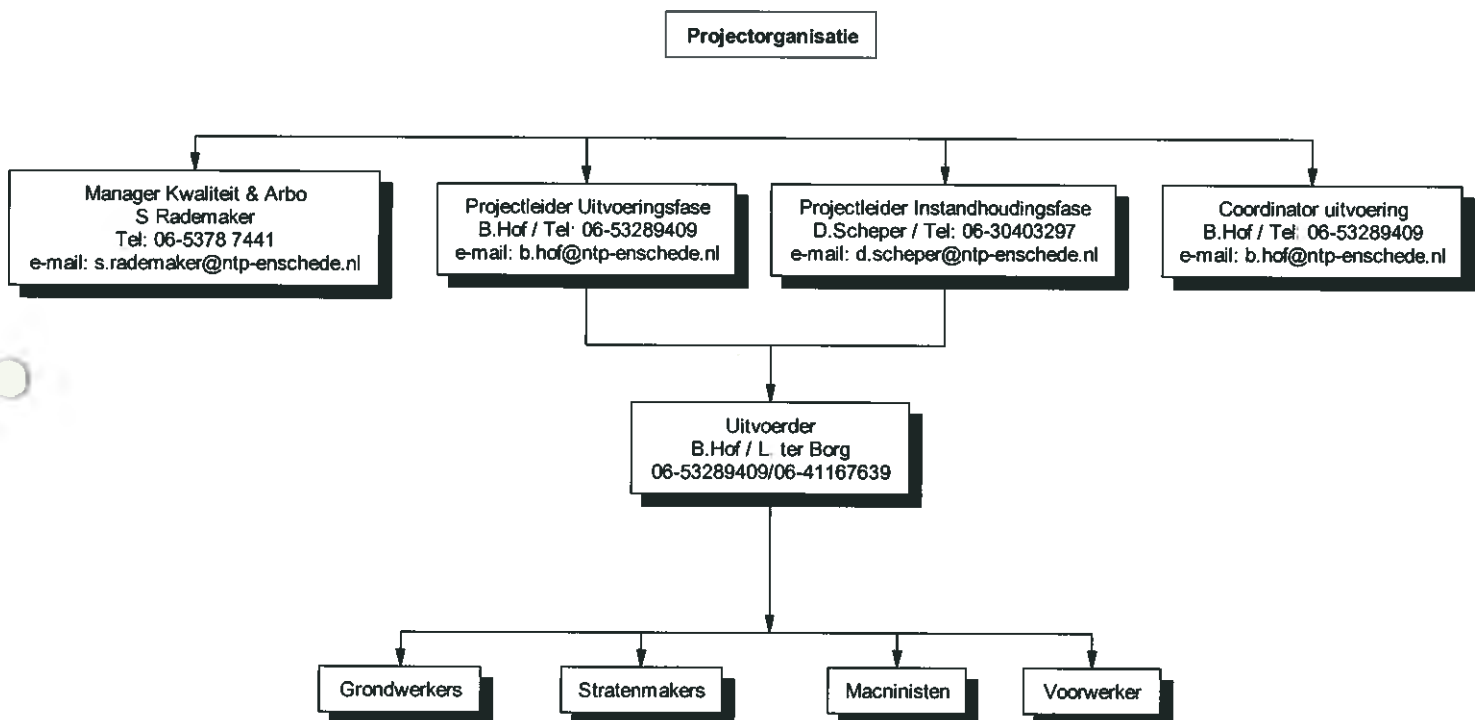 Projectorganisatie
Manager Kwaliteit & Arbo
S Rademaker
Tel: 06-5378 7441
e-mail: s.rademaker@ntp-enschede.nl
Projectleider Uitvoeringsfase
B.Hof / Tel: 06-53289409
e-mail: b.hof@ntp-enschede.nl
Projectleider Instandhoudingsfase
D.Scheper / Tel: 06-30403297
e-mail: d.scheper@ntp-enschede.nl
Coordinator uitvoering
B.Hof / Tel: 06-53289409
e-mail: b.hof@ntp-enschede.nl
Uitvoerder
B.Hof / L. ter Borg
06-53289409/06-41167639
Grondwerkers
Stratenmakers
Macninisten
Voorwerker